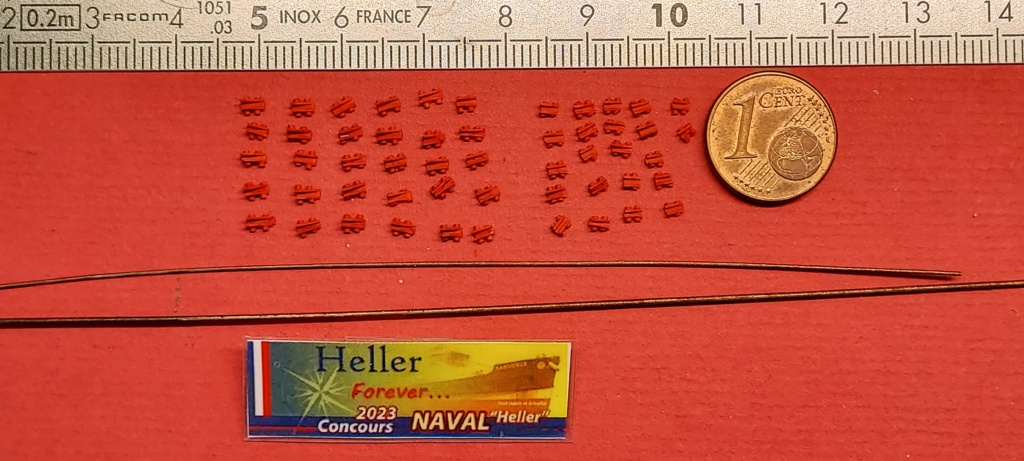 2 0.2m 3 FACOM 4 1051 .03 5 INOX 6 FRANCE 7 8 9 10 11 12 13 14
1 EURO CENT
Heller
Forever...
2023
Concours NAVAL "Heller"